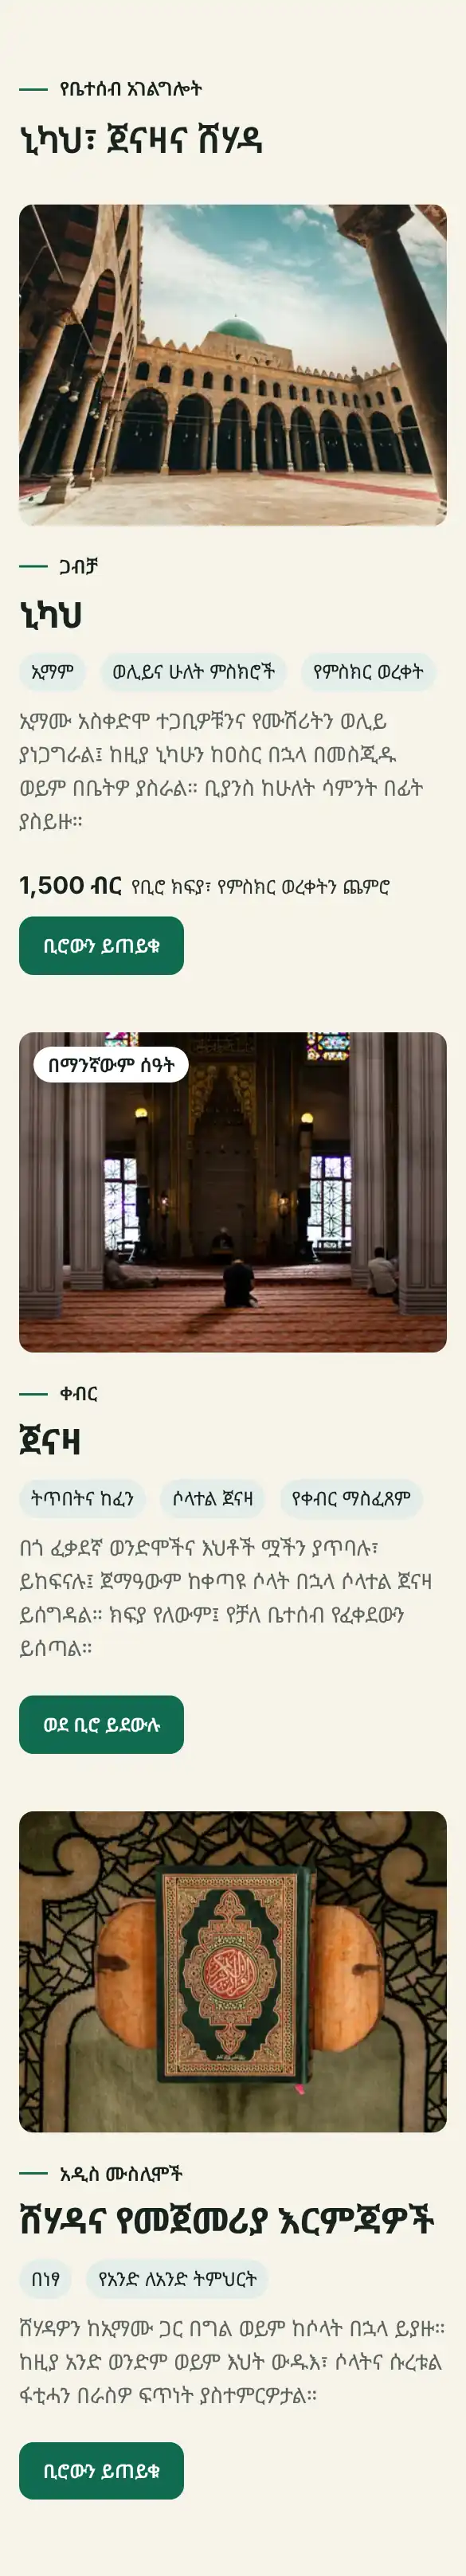 የቤተሰብ አገልግሎት
ኒካህ፣ ጀናዛና ሸሃዳ
ጋብቻ
ኒካህ
ኢማም
ወሊይና ሁለት ምስክሮች
የምስክር ወረቀት
ኢማሙ አስቀድሞ ተጋቢዎቹንና የሙሽሪትን ወሊይ
ያነጋግራል፤ ከዚያ ኒካሁን ከዐስር በኋላ በመስጂዱ
ወይም በቤትዎ ያስራል። ቢያንስ ከሁለት ሳምንት በፊት
ያስይዙ።
1,500 ብር የቢሮ ክፍያ፣ የምስክር ወረቀትን ጨምሮ
ቢሮውን ይጠይቁ
በማንኛውም ሰዓት
ቀብር
ጀናዛ
ትጥበትና ከፈን
ሶላተል ጀናዛ
የቀብር ማስፈጸም
በጎ ፈቃደኛ ወንድሞችና እህቶች ሟችን ያጥባሉ፣
ይከፍናሉ፤ ጀማዓውም ከቀጣዩ ሶላት በኋላ ሶላተል ጀናዛ
ይሰግዳል። ክፍያ የለውም፤ የቻለ ቤተሰብ የፈቀደውን
ይሰጣል።
ወደ ቢሮ ይደውሉ
አዲስ ሙስሊሞች
ሸሃዳና የመጀመሪያ እርምጃዎች
በነፃ
የአንድ ለአንድ ትምህርት
ሸሃዳዎን ከኢማሙ ጋር በግል ወይም ከሶላት በኋላ ይያዙ።
ከዚያ አንድ ወንድም ወይም እህት ውዱእ፣ ሶላትና ሱረቱል
ፋቲሓን በራስዎ ፍጥነት ያስተምርዎታል።
ቢሮውን ይጠይቁ